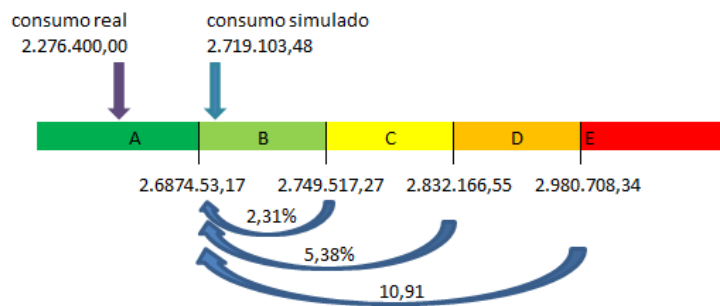 consumo real
2.276.400,00
consumo simulado
2.719.103,48
A B C D E
2.6874.53,17 2.749.517,27 2.832.166,55 2.980.708,34
2,31%
5,38%
10,91